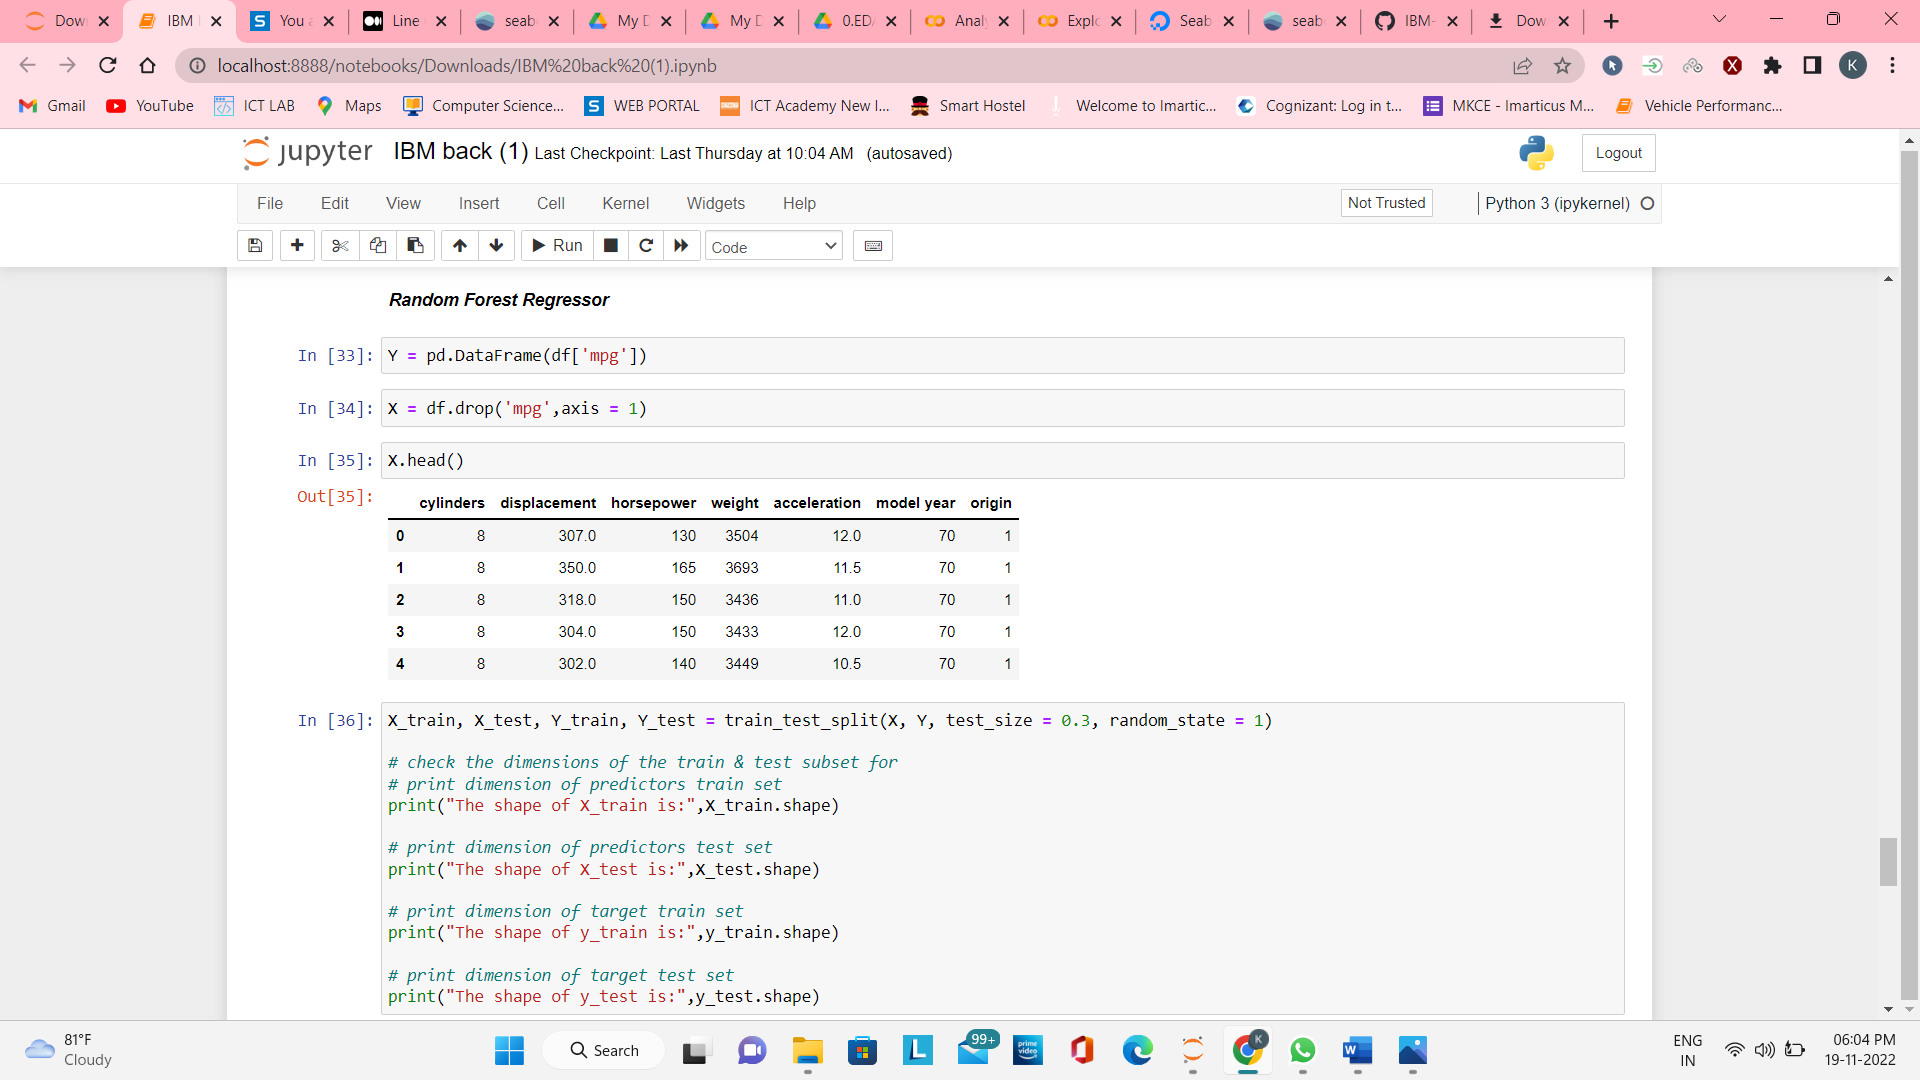 Dow
IBM
You a
Line
seab
My D
My D
0.ED
Analy
Explo
Seab
seab
IBM-
Dow
localhost:8888/notebooks/Downloads/IBM%20back%20(1).ipynb
K
Gmail
YouTube
ICT LAB
Maps
Computer Science...
WEB PORTAL
ICT Academy New I...
Smart Hostel
Welcome to Imartic...
Cognizant: Log in t...
MKCE - Imarticus M...
Vehicle Performanc...
jupyter IBM back (1) Last Checkpoint: Last Thursday at 10:04 AM (autosaved)
Logout
File Edit View Insert Cell Kernel Widgets Help
Not Trusted
Python 3 (ipykernel)
Run
Code
Random Forest Regressor
In [33]: Y = pd.DataFrame(df['mpg'])
In [34]: X = df.drop('mpg',axis = 1)
In [35]: X.head()
Out[35]:
cylinders displacement horsepower weight acceleration model year origin
0 8 307.0 130 3504 12.0 70 1
1 8 350.0 165 3693 11.5 70 1
2 8 318.0 150 3436 11.0 70 1
3 8 304.0 150 3433 12.0 70 1
4 8 302.0 140 3449 10.5 70 1
In [36]: X_train, X_test, Y_train, Y_test = train_test_split(X, Y, test_size = 0.3, random_state = 1)
# check the dimensions of the train & test subset for
# print dimension of predictors train set
print("The shape of X_train is:",X_train.shape)
# print dimension of predictors test set
print("The shape of X_test is:",X_test.shape)
# print dimension of target train set
print("The shape of y_train is:",y_train.shape)
# print dimension of target test set
print("The shape of y_test is:",y_test.shape)
81°F
Cloudy
Search
99+
prime video
K
ENG
IN
06:04 PM
19-11-2022